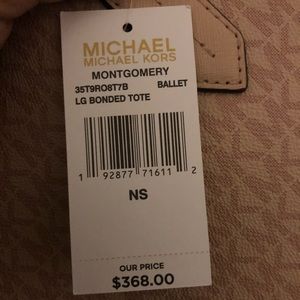 MICHAEL
MICHAEL KORS
MONTGOMERY
35T9RO8T7B BALLET
LG BONDED TOTE
1 92877 71611 2
NS
OUR PRICE
$368.00